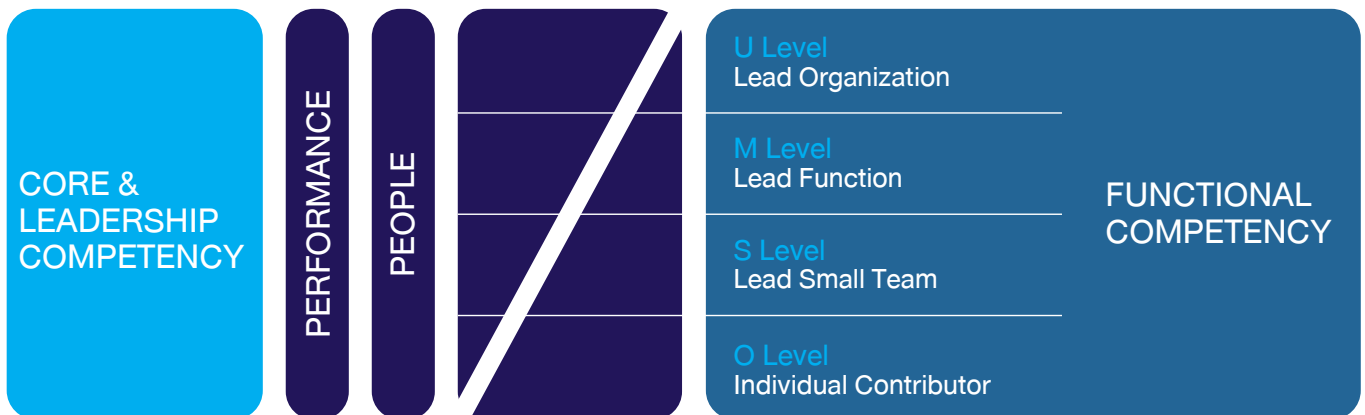 CORE &
LEADERSHIP
COMPETENCY
PERFORMANCE
PEOPLE
U Level
Lead Organization
M Level
Lead Function
S Level
Lead Small Team
O Level
Individual Contributor
FUNCTIONAL
COMPETENCY